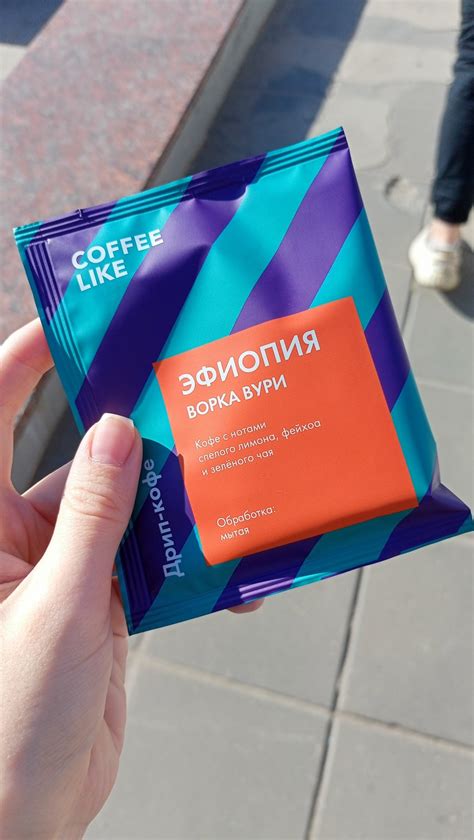 COFFEE
LIKE
ЭФИОПИЯ
ВОРКА ВУРИ
Кофе с нотами
спелого лимона, фейхоа
и зелёного чая
Обработка:
мытая
Дрип-кофе